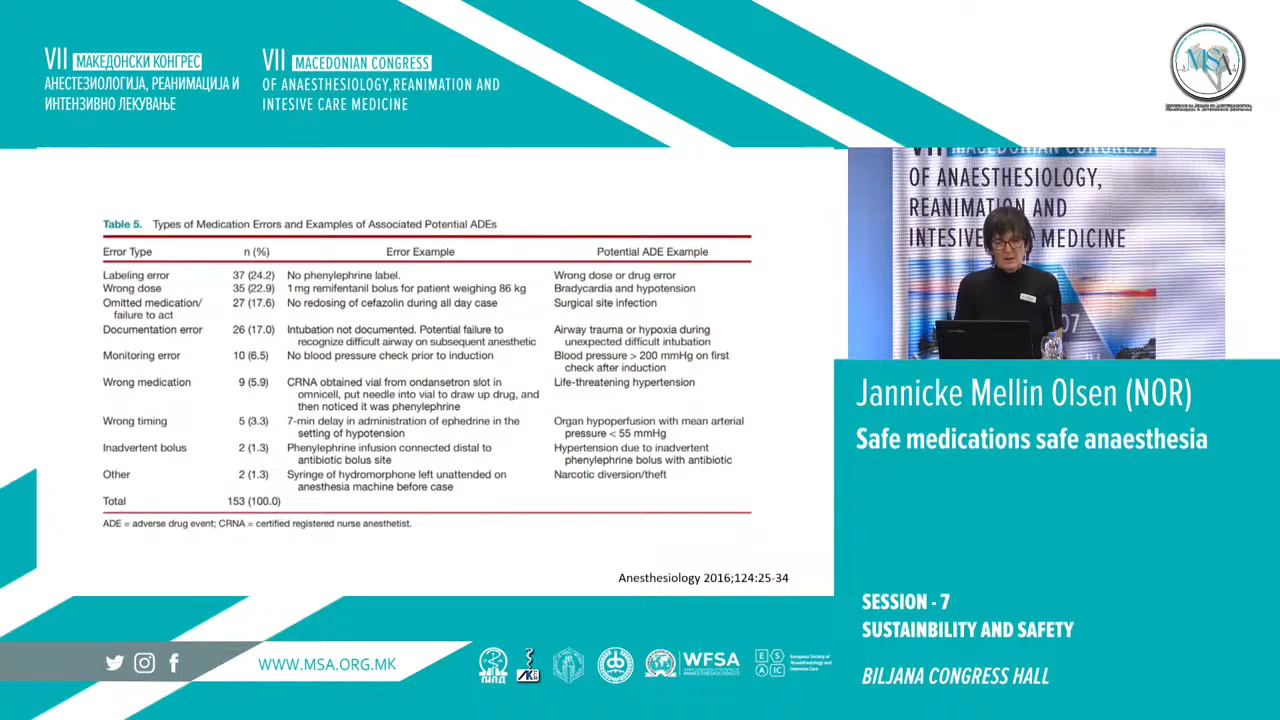 VII МАКЕДОНСКИ КОНГРЕС
АНЕСТЕЗИОЛОГИЈА, РЕАНИМАЦИЈА И
ИНТЕНЗИВНО ЛЕКУВАЊЕ
VII MACEDONIAN CONGRESS
OF ANAESTHESIOLOGY,REANIMATION AND
INTESIVE CARE MEDICINE
MSA
Table 5. Types of Medication Errors and Examples of Associated Potential ADEs
Error Type n (%) Error Example Potential ADE Example
Labeling error 37 (24.2) No phenylephrine label. Wrong dose or drug error
Wrong dose 35 (22.9) 1 mg remifentanil bolus for patient weighing 86 kg Bradycardia and hypotension
Omitted medication/ 27 (17.6) No redosing of cefazolin during all day case Surgical site infection
failure to act
Documentation error 26 (17.0) Intubation not documented. Potential failure to Airway trauma or hypoxia during
recognize difficult airway on subsequent anesthetic unexpected difficult intubation
Monitoring error 10 (6.5) No blood pressure check prior to induction Blood pressure > 200 mmHg on first
check after induction
Wrong medication 9 (5.9) CRNA obtained vial from ondansetron slot in Life-threatening hypertension
omnicell, put needle into vial to draw up drug, and
then noticed it was phenylephrine
Wrong timing 5 (3.3) 7-min delay in administration of ephedrine in the Organ hypoperfusion with mean arterial
setting of hypotension pressure < 55 mmHg
Inadvertent bolus 2 (1.3) Phenylephrine infusion connected distal to Hypertension due to inadvertent
antibiotic bolus site phenylephrine bolus with antibiotic
Other 2 (1.3) Syringe of hydromorphone left unattended on Narcotic diversion/theft
anesthesia machine before case
Total 153 (100.0)
ADE = adverse drug event; CRNA = certified registered nurse anesthetist.
Anesthesiology 2016;124:25-34
VII MACEDONIAN CONGRESS
OF ANAESTHESIOLOGY,
REANIMATION AND
INTESIVE MEDICINE
07
Jannicke Mellin Olsen (NOR)
Safe medications safe anaesthesia
SESSION - 7
SUSTAINBILITY AND SAFETY
BILJANA CONGRESS HALL
WWW.MSA.ORG.MK
WFSA
ESAIC
European Society of
Anaesthesiology and
Intensive Care